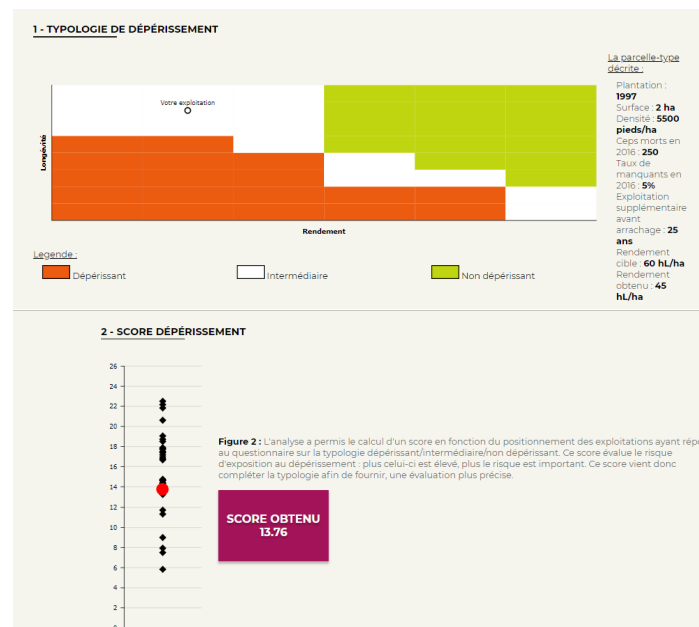 1 - TYPOLOGIE DE DÉPÉRISSEMENT
La parcelle-type
décrite :
Plantation :
1997
Surface : 2 ha
Densité : 5500
pieds/ha
Ceps morts en
2016 : 250
Taux de
manquants en
2016 : 5%
Exploitation
supplémentaire
avant
arrachage : 25
ans
Rendement
cible : 60 hL/ha
Rendement
obtenu : 45
hL/ha
Votre exploitation
Longévité
Rendement
Legende :
Dépérissant
Intermédiaire
Non dépérissant
2 - SCORE DÉPÉRISSEMENT
26
24
22
20
18
16
14
12
10
8
6
4
2
Figure 2 : L'analyse a permis le calcul d'un score en fonction du positionnement des exploitations ayant répo
au questionnaire sur la typologie dépérissant/intermédiaire/non dépérissant. Ce score évalue le risque
d'exposition au dépérissement : plus celui-ci est élevé, plus le risque est important. Ce score vient donc
compléter la typologie afin de fournir, une évaluation plus précise.
SCORE OBTENU
13.76